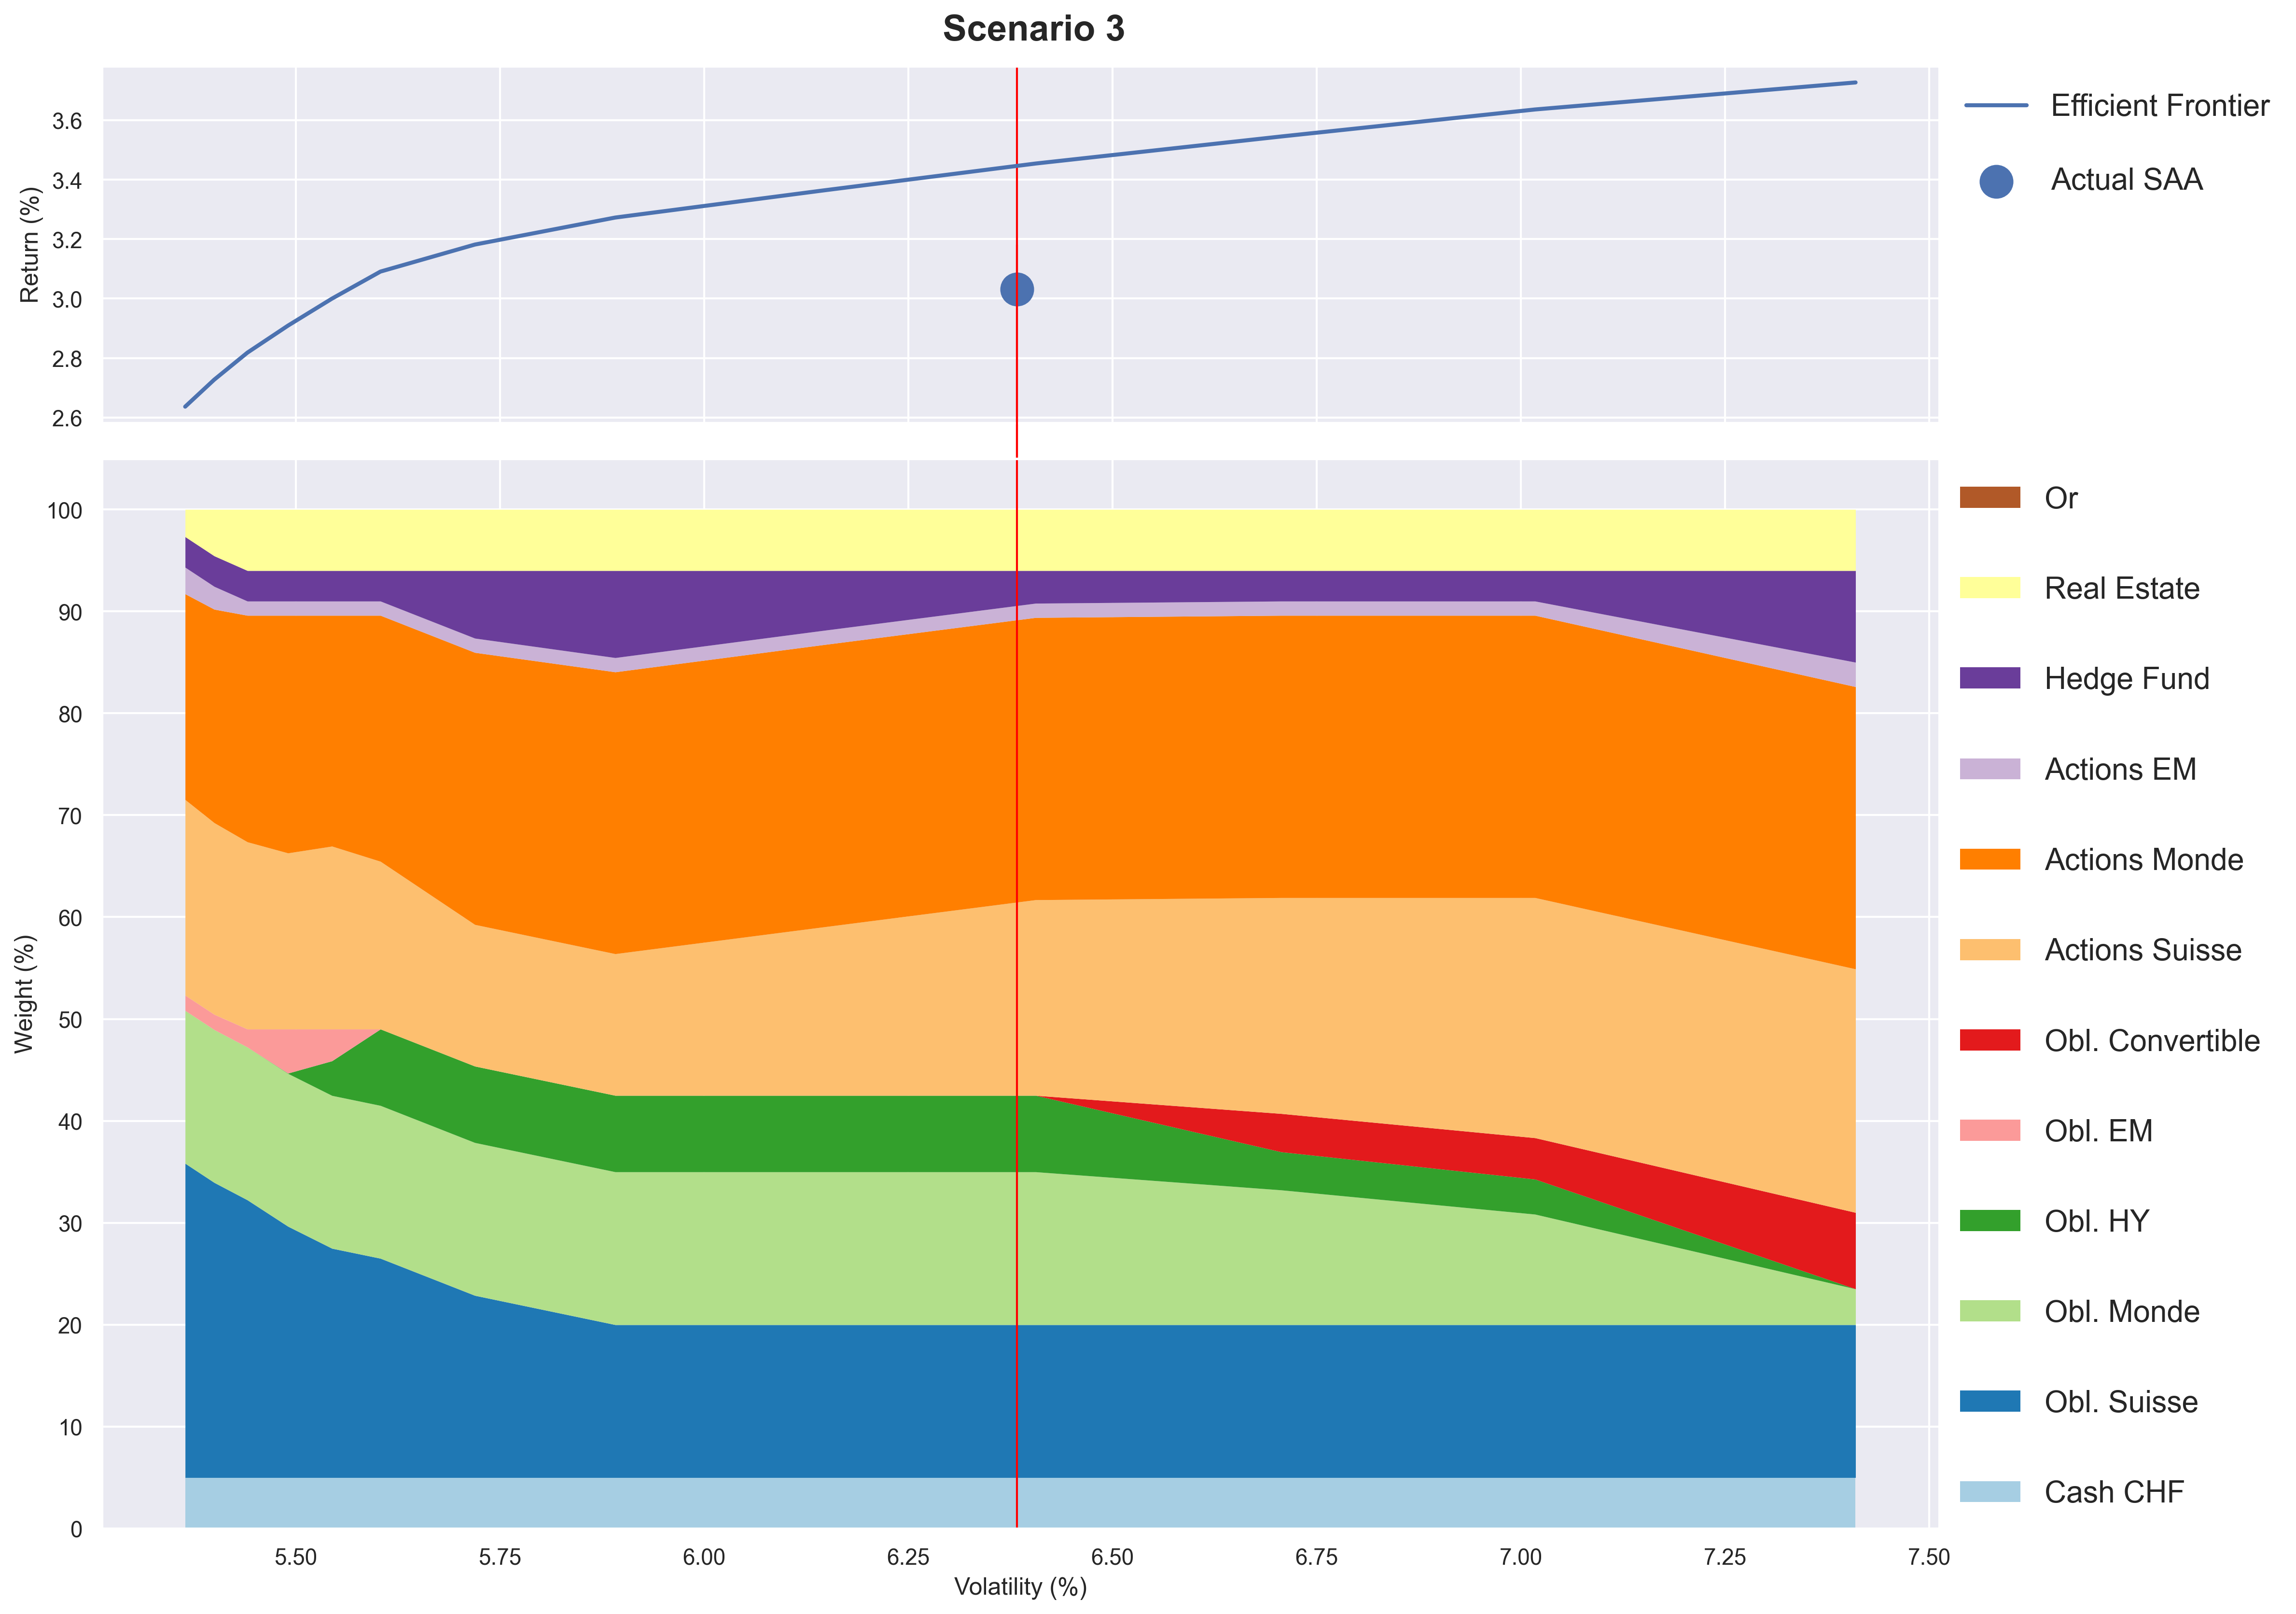 Scenario 3
Return (%)
3.6
3.4
3.2
3.0
2.8
2.6
Efficient Frontier
Actual SAA
Weight (%)
100
90
80
70
60
50
40
30
20
10
0
5.50 5.75 6.00 6.25 6.50 6.75 7.00 7.25 7.50
Volatility (%)
Or
Real Estate
Hedge Fund
Actions EM
Actions Monde
Actions Suisse
Obl. Convertible
Obl. EM
Obl. HY
Obl. Monde
Obl. Suisse
Cash CHF